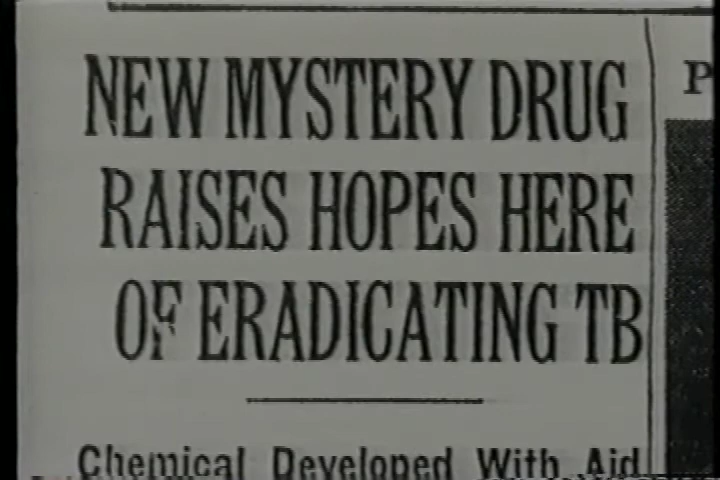 NEW MYSTERY DRUG
RAISES HOPES HERE
OF ERADICATING TB
Chemical Developed With Aid
P